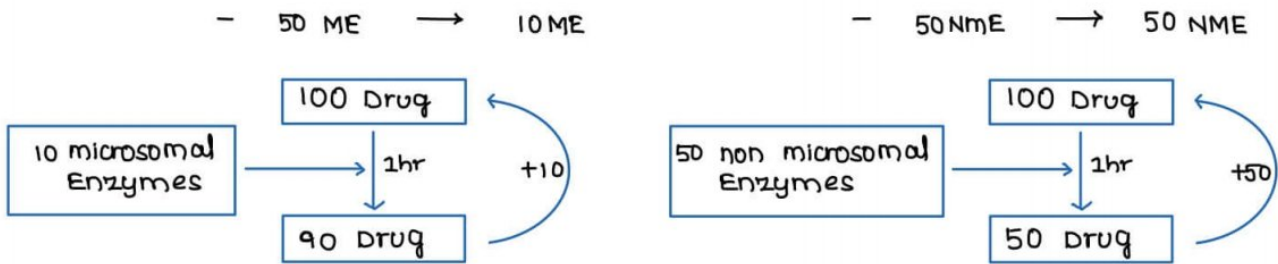 - 50 ME → 10 ME
100 Drug
10 microsomal
Enzymes
1hr
+10
90 Drug
- 50 NME → 50 NME
100 Drug
50 non microsomal
Enzymes
1hr
+50
50 Drug